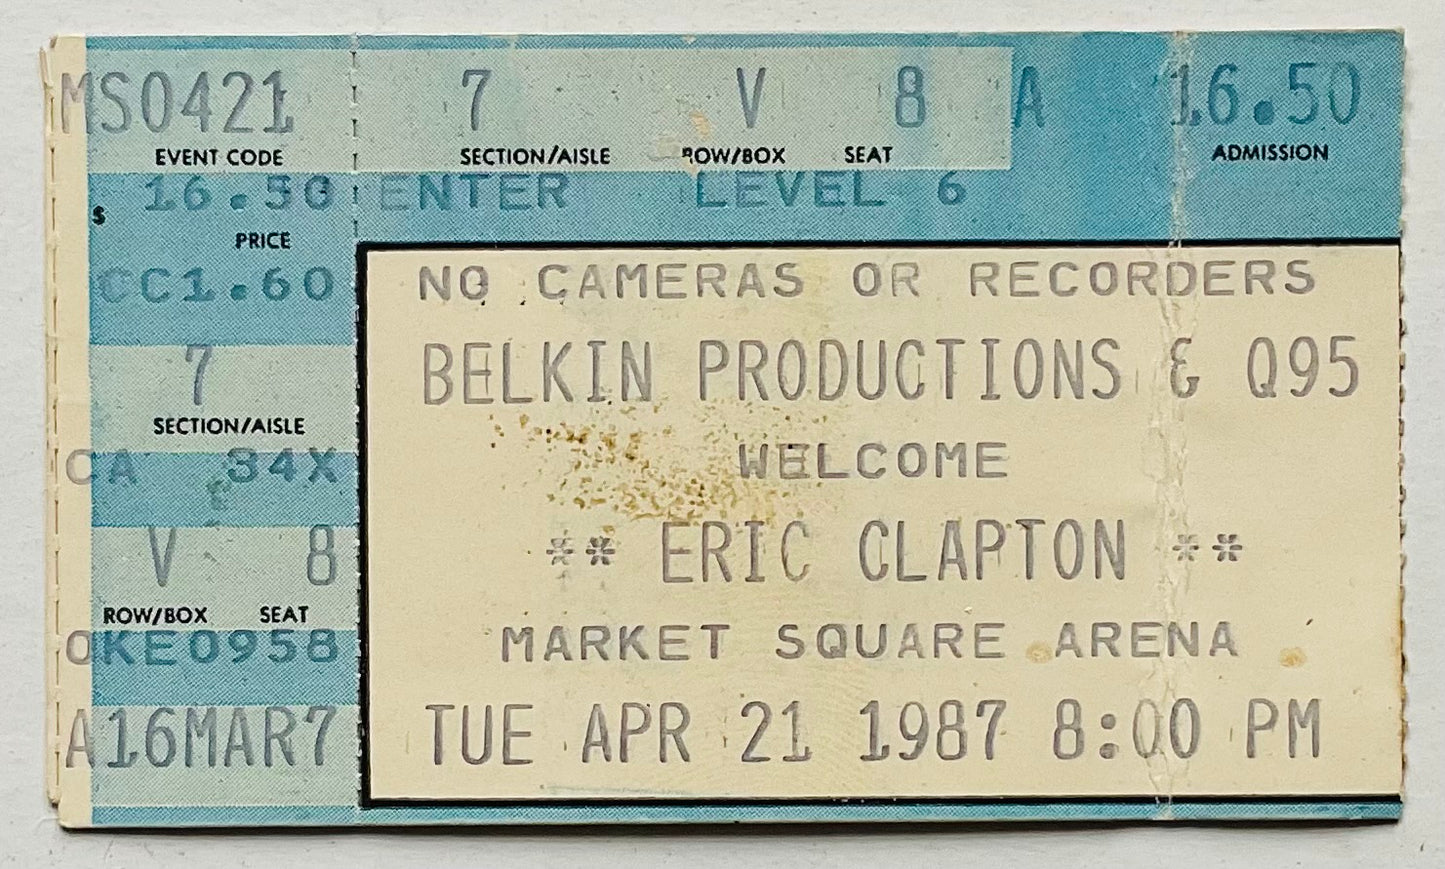 MS0421 7 V 8 A 16.50
EVENT CODE SECTION/AISLE ROW/BOX SEAT ADMISSION
$ 16.50 ENTER LEVEL 6
PRICE
CC1.60
7
SECTION/AISLE
CA 34X
V 8
ROW/BOX SEAT
OKE0958
A16MAR7
NO CAMERAS OR RECORDERS
BELKIN PRODUCTIONS & Q95
WELCOME
** ERIC CLAPTON **
MARKET SQUARE ARENA
TUE APR 21 1987 8:00 PM